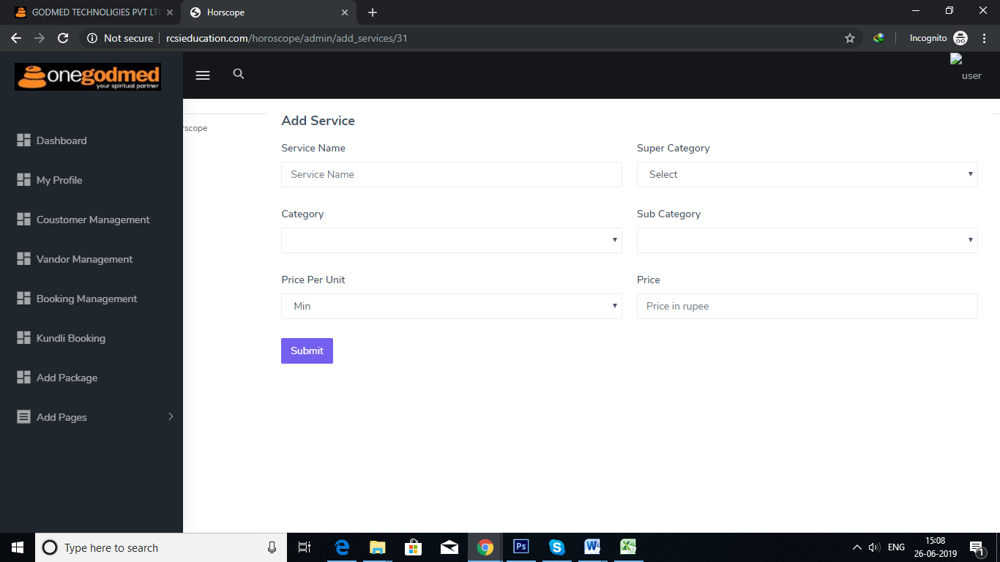 GODMED TECHNOLIGIES PVT LT
Horscope
Not secure
rcsieducation.com/horoscope/admin/add_services/31
Incognito
onegodmed
your spiritual partner
user
Dashboard
My Profile
Coustomer Management
Vandor Management
Booking Management
Kundli Booking
Add Package
Add Pages
rscope
Add Service
Service Name
Super Category
Service Name
Select
Category
Sub Category
Price Per Unit
Price
Min
Price in rupee
Submit
Type here to search
Ps
ENG
15:08
26-06-2019
1